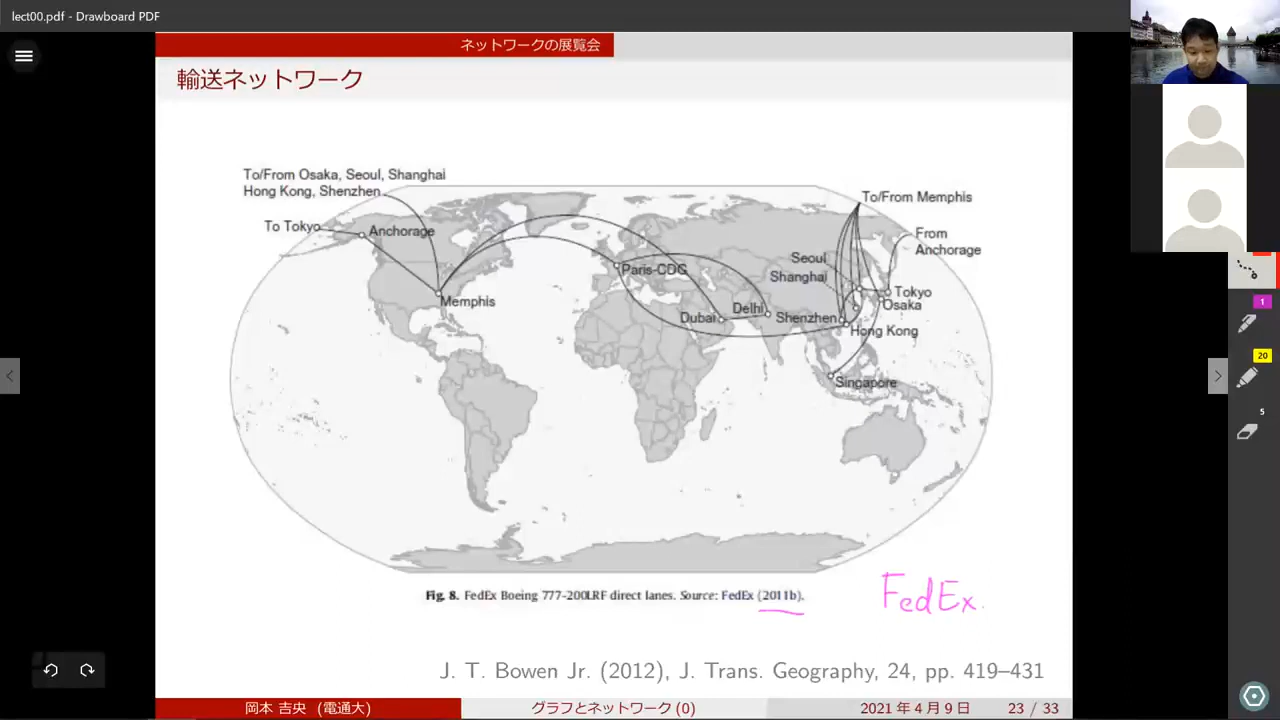 lect00.pdf - Drawboard PDF
ネットワークの展覧会
輸送ネットワーク
To/From Osaka, Seoul, Shanghai
Hong Kong, Shenzhen
To Tokyo
Anchorage
Memphis
Paris-CDG
Dubai
Delhi
To/From Memphis
From
Anchorage
Seoul
Shanghai
Tokyo
Osaka
Shenzhen
Hong Kong
Singapore
Fig. 8. FedEx Boeing 777-200LRF direct lanes. Source: FedEx (2011b).
FedEx.
J. T. Bowen Jr. (2012), J. Trans. Geography, 24, pp. 419–431
岡本 吉央 (電通大)
グラフとネットワーク (0)
2021 年 4 月 9 日
23 / 33
1
20
5